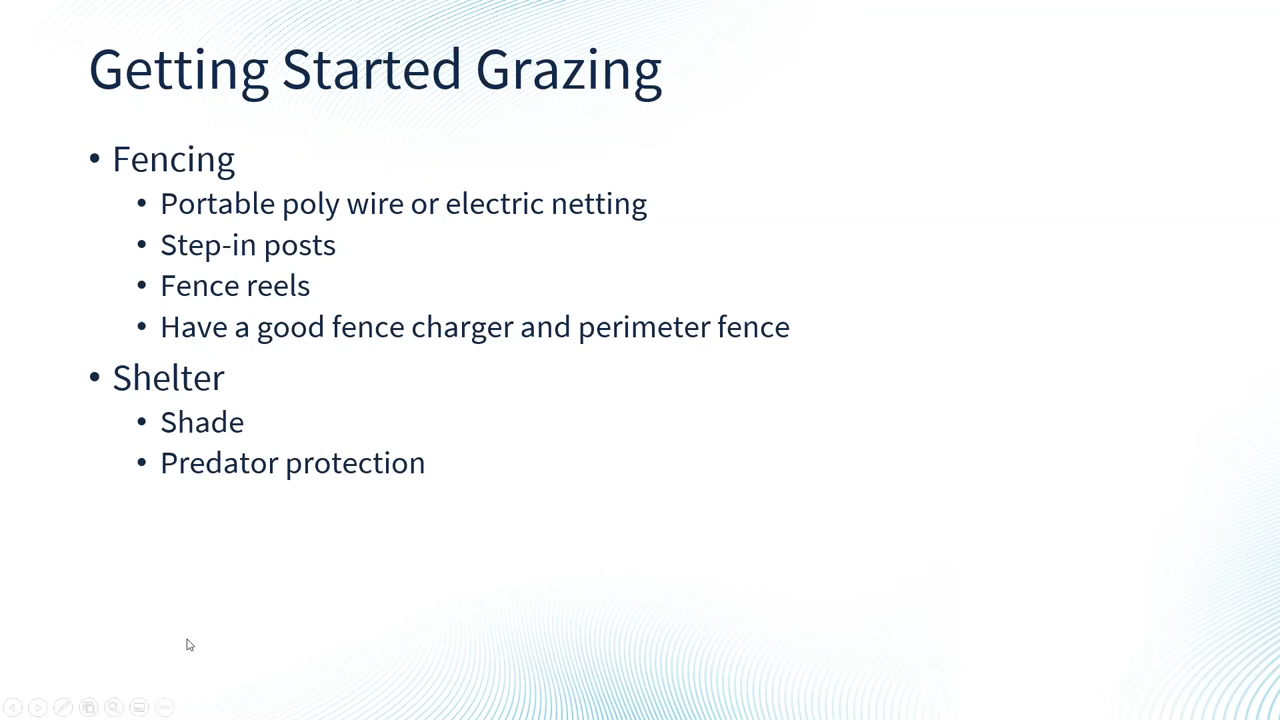 Getting Started Grazing
• Fencing
• Portable poly wire or electric netting
• Step-in posts
• Fence reels
• Have a good fence charger and perimeter fence
• Shelter
• Shade
• Predator protection